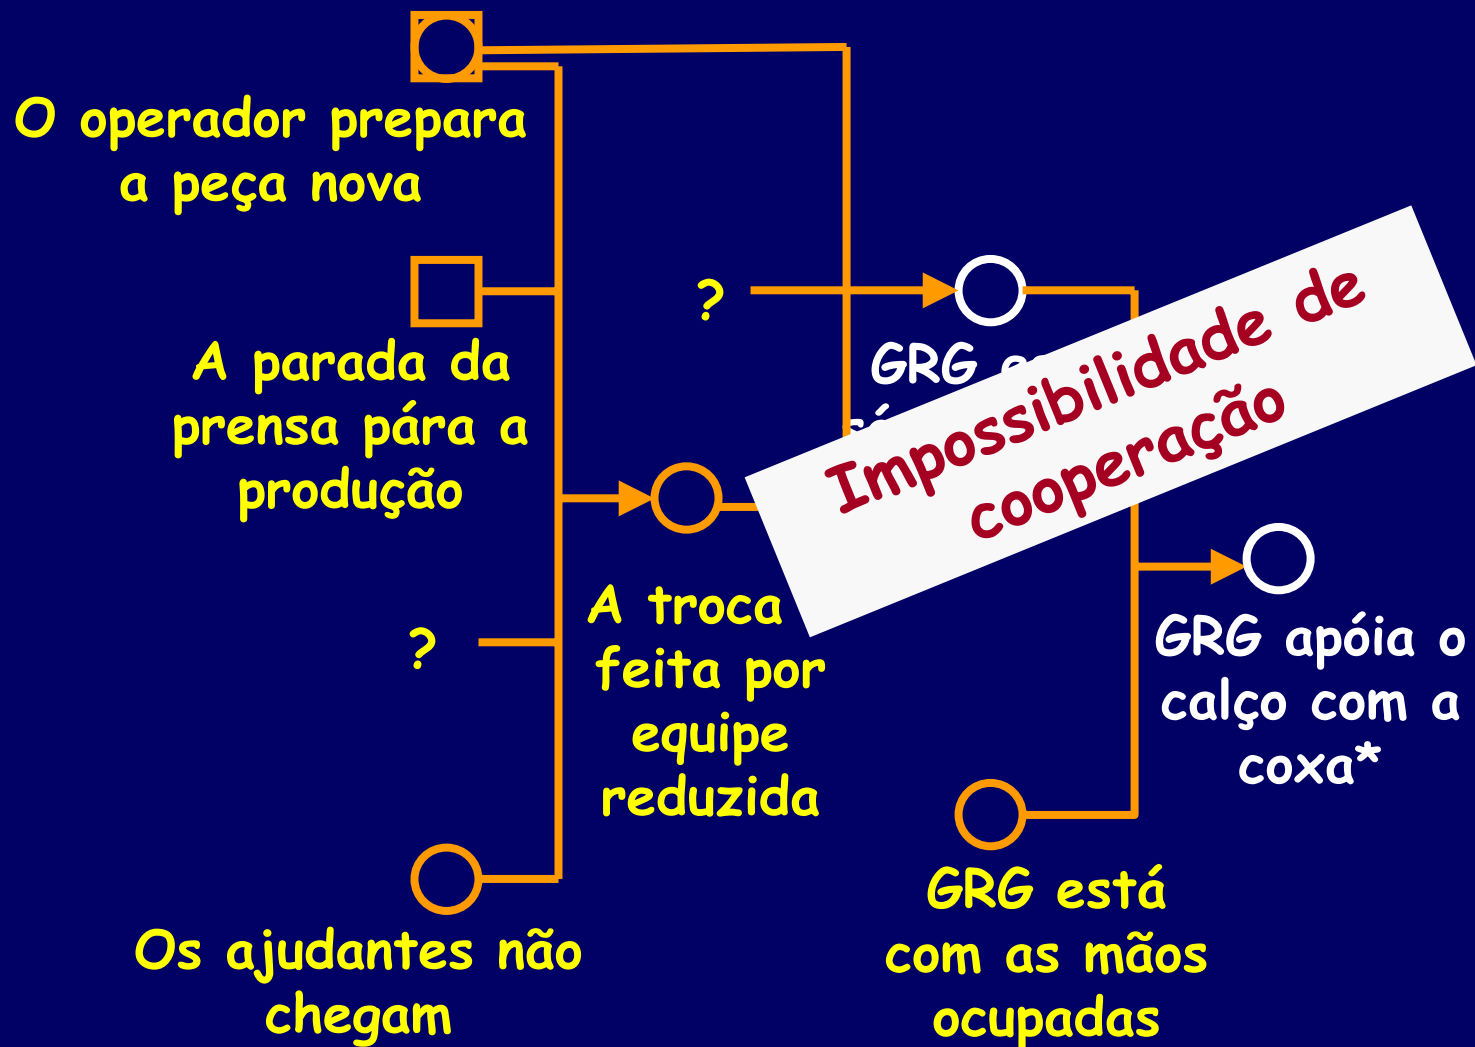 O operador prepara
a peça nova
A parada da
prensa pára a
produção
?
Os ajudantes não
chegam
?
GRG
A troca
feita por
equipe
reduzida
Impossibilidade de
cooperação
GRG apóia o
calço com a
coxa*
GRG está
com as mãos
ocupadas